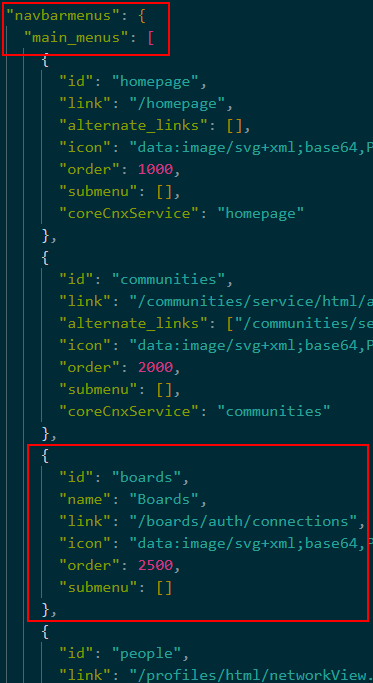 "navbarmenus": {
"main_menus": [
{
"id": "homepage",
"link": "/homepage",
"alternate_links": [],
"icon": "data:image/svg+xml;base64,P
"order": 1000,
"submenu": [],
"coreCnxService": "homepage"
},
{
"id": "communities",
"link": "/communities/service/html/a
"alternate_links": ["/communities/se
"icon": "data:image/svg+xml;base64,P
"order": 2000,
"submenu": [],
"coreCnxService": "communities"
},
{
"id": "boards",
"name": "Boards",
"link": "/boards/auth/connections",
"icon": "data:image/svg+xml;base64,P
"order": 2500,
"submenu": []
},
{
"id": "people",
"link": "/profiles/html/networkView.